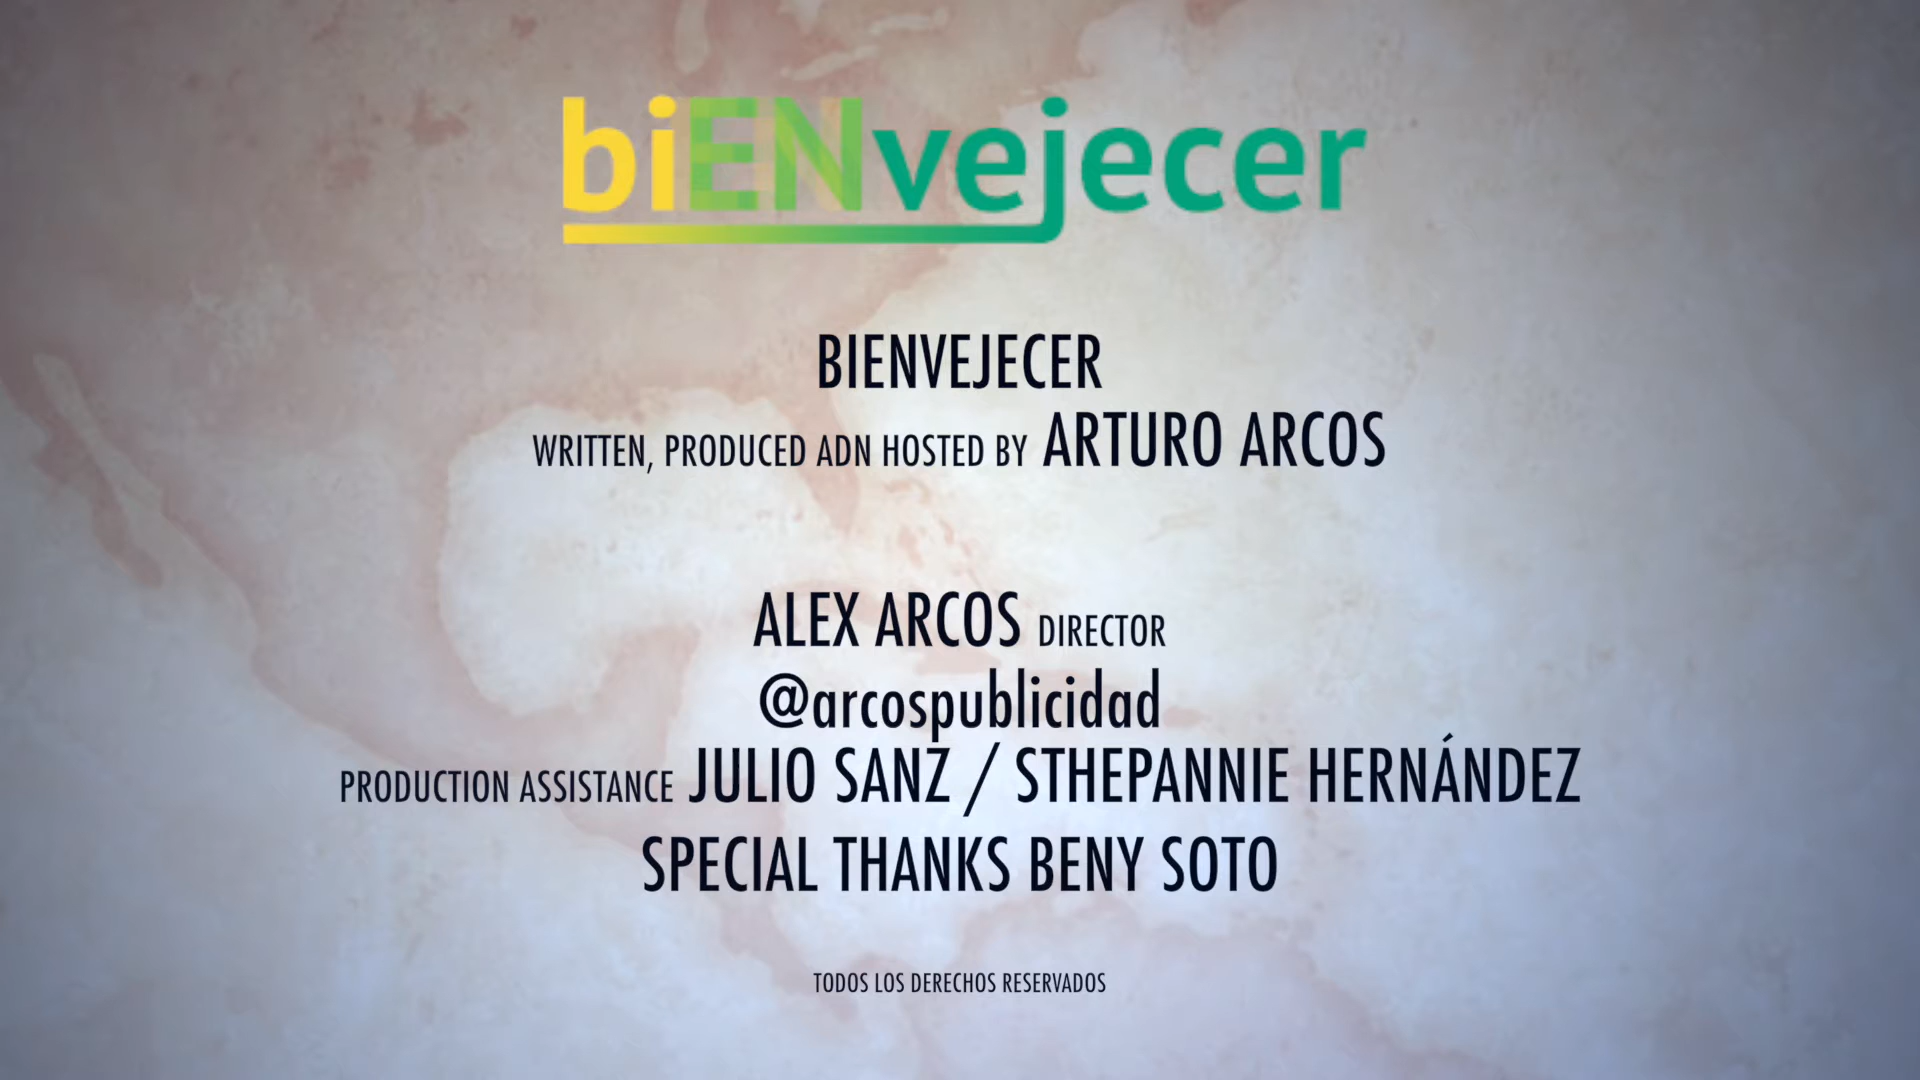 biENvejecer
BIENVEJECER
WRITTEN, PRODUCED ADN HOSTED BY ARTURO ARCOS
ALEX ARCOS DIRECTOR
@arcospublicidad
PRODUCTION ASSISTANCE JULIO SANZ / STHEPANNIE HERNÁNDEZ
SPECIAL THANKS BENY SOTO
TODOS LOS DERECHOS RESERVADOS